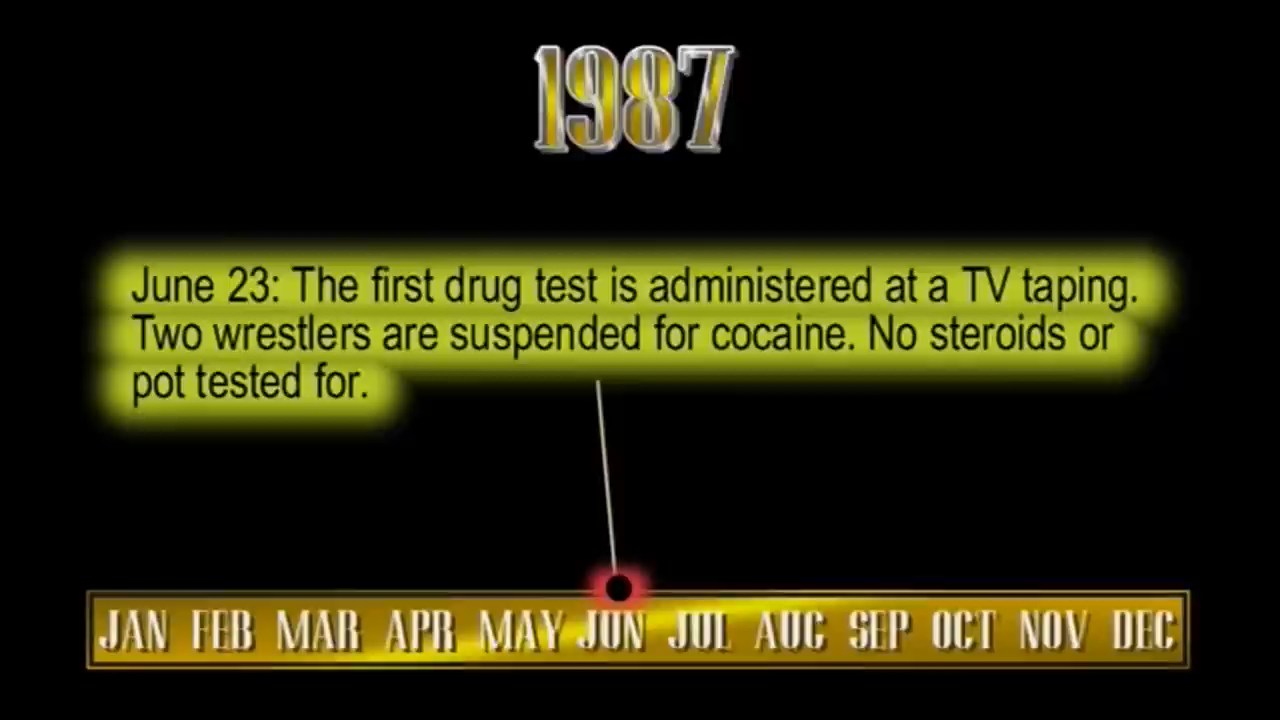 1987
June 23: The first drug test is administered at a TV taping.
Two wrestlers are suspended for cocaine. No steroids or
pot tested for.
JAN FEB MAR APR MAY JUN JUL AUG SEP OCT NOV DEC